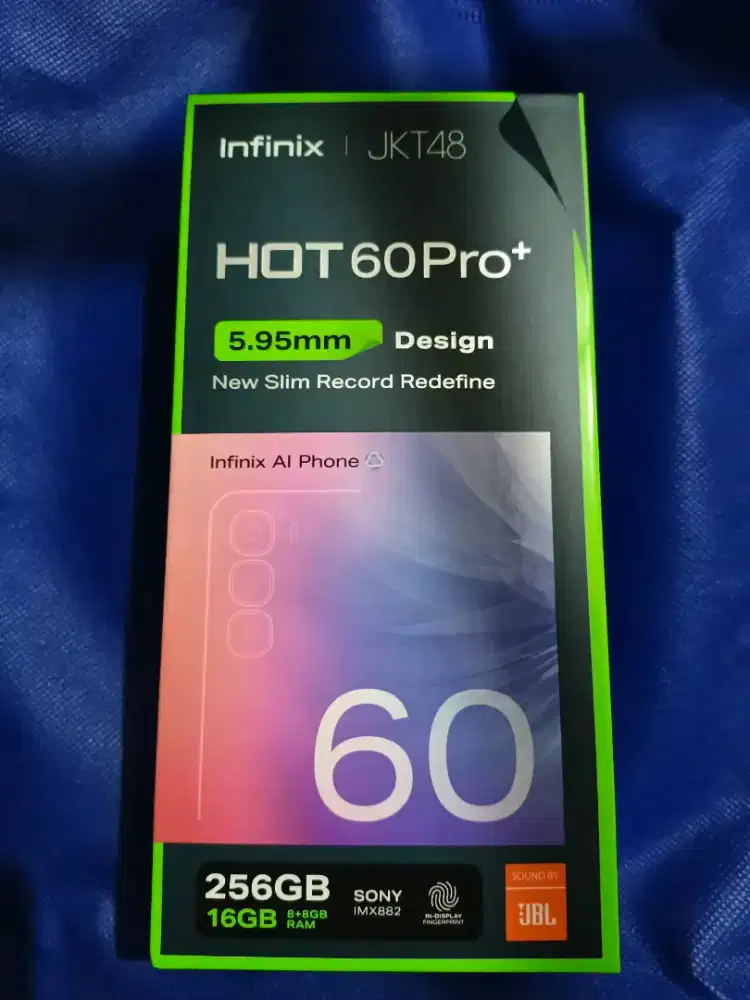 Infinix | JKT48
HOT 60 Pro+
5.95mm Design
New Slim Record Redefine
Infinix AI Phone
60
256GB
16GB 8+8GB RAM
SONY
IMX882
IN-DISPLAY
FINGERPRINT
SOUND BY
JBL